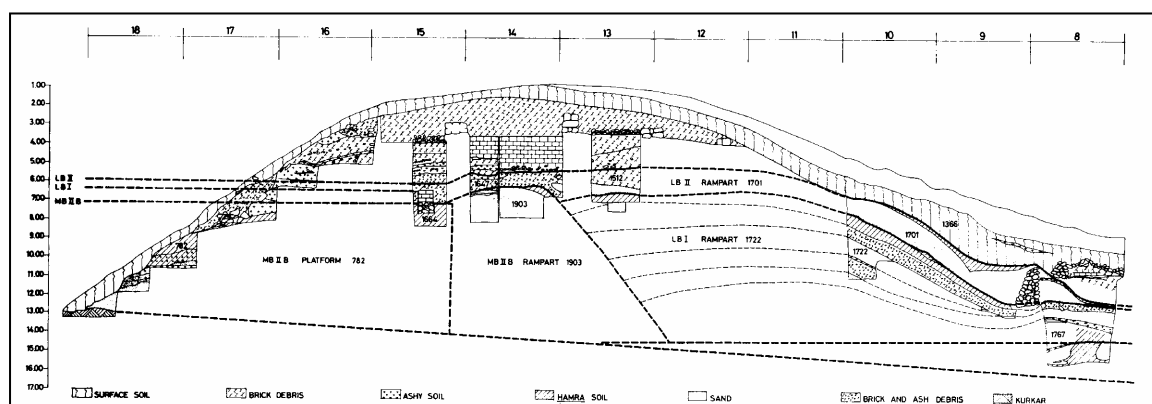 18 17 16 15 14 13 12 11 10 9 8
1.00
2.00
3.00
4.00
5.00
6.00
7.00
8.00
9.00
10.00
11.00
12.00
13.00
14.00
15.00
16.00
17.00
LB II
LB I
MB II B
1512
LB II RAMPART 1701
1664
1903
782
1701
1366
LB I RAMPART 1722
1722
MB II B PLATFORM 782
MB II B RAMPART 1903
1767
SURFACE SOIL BRICK DEBRIS ASHY SOIL HAMRA SOIL SAND BRICK AND ASH DEBRIS KURKAR